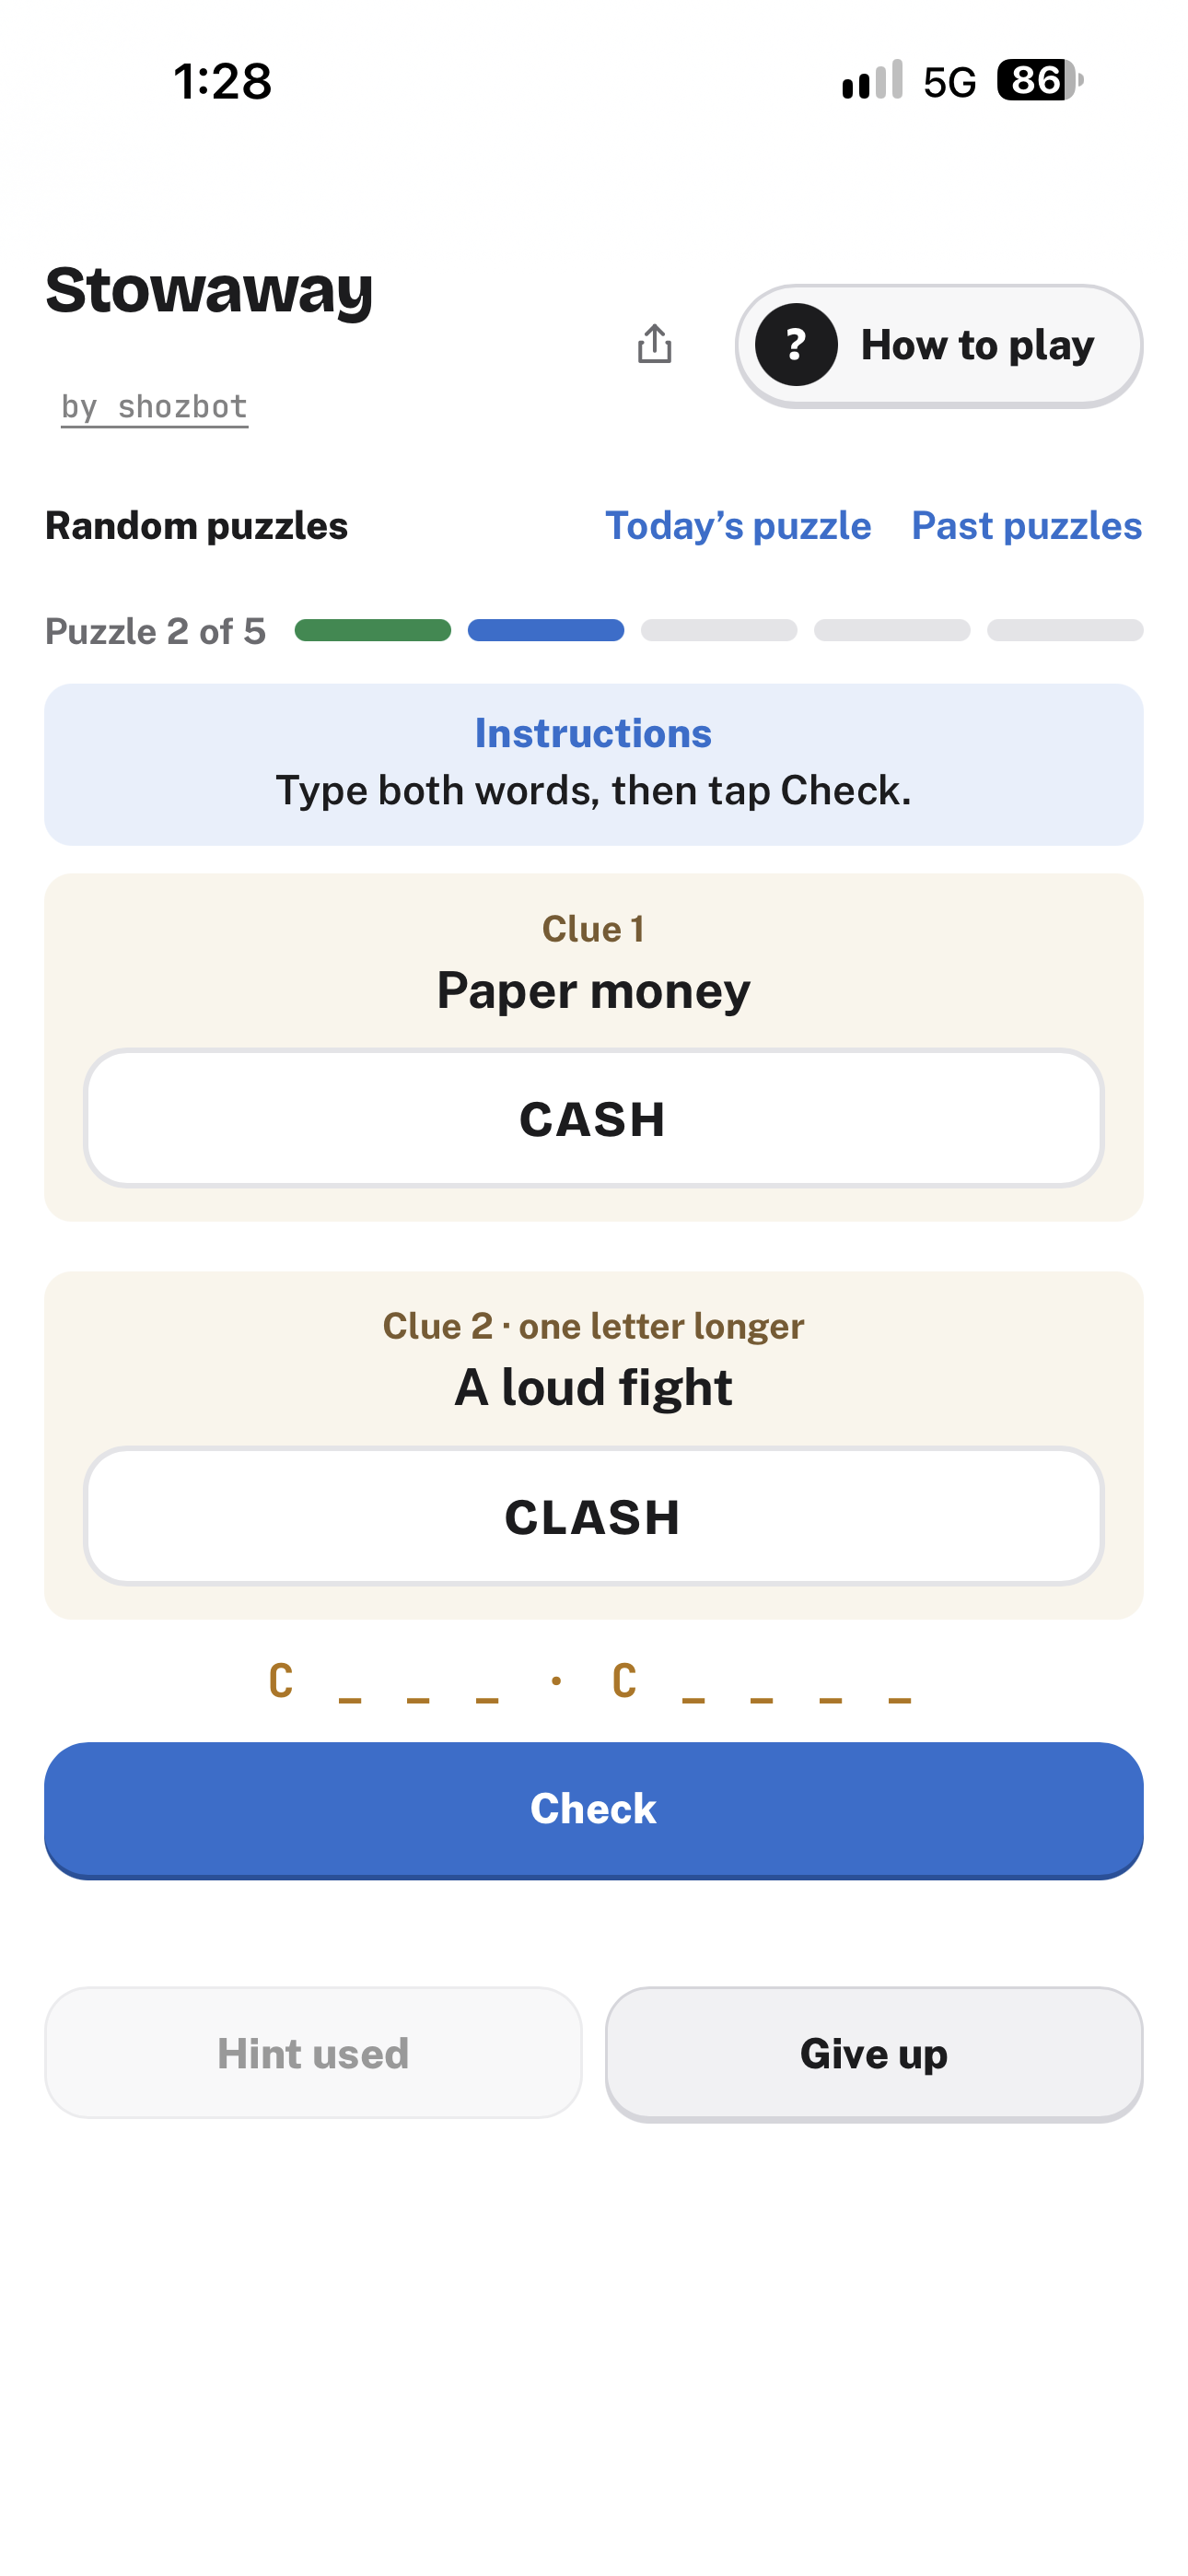 1:28
5G 86
Stowaway
by shozbot
? How to play
Random puzzles
Today’s puzzle Past puzzles
Puzzle 2 of 5
Instructions
Type both words, then tap Check.
Clue 1
Paper money
CASH
Clue 2 · one letter longer
A loud fight
CLASH
C _ _ _ · C _ _ _ _
Check
Hint used
Give up